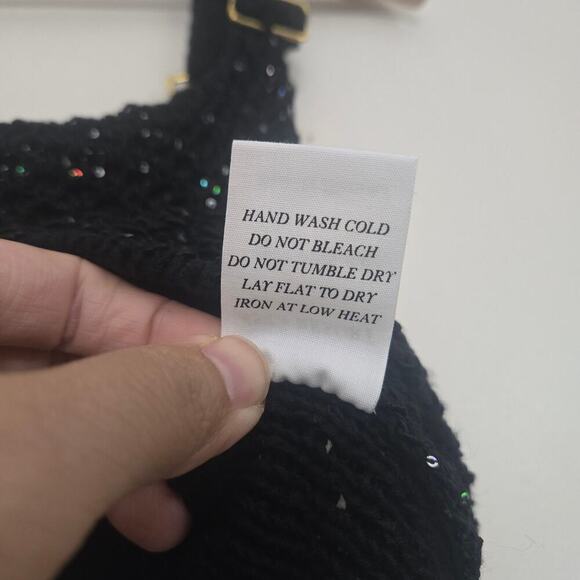 HAND WASH COLD
DO NOT BLEACH
DO NOT TUMBLE DRY
LAY FLAT TO DRY
IRON AT LOW HEAT